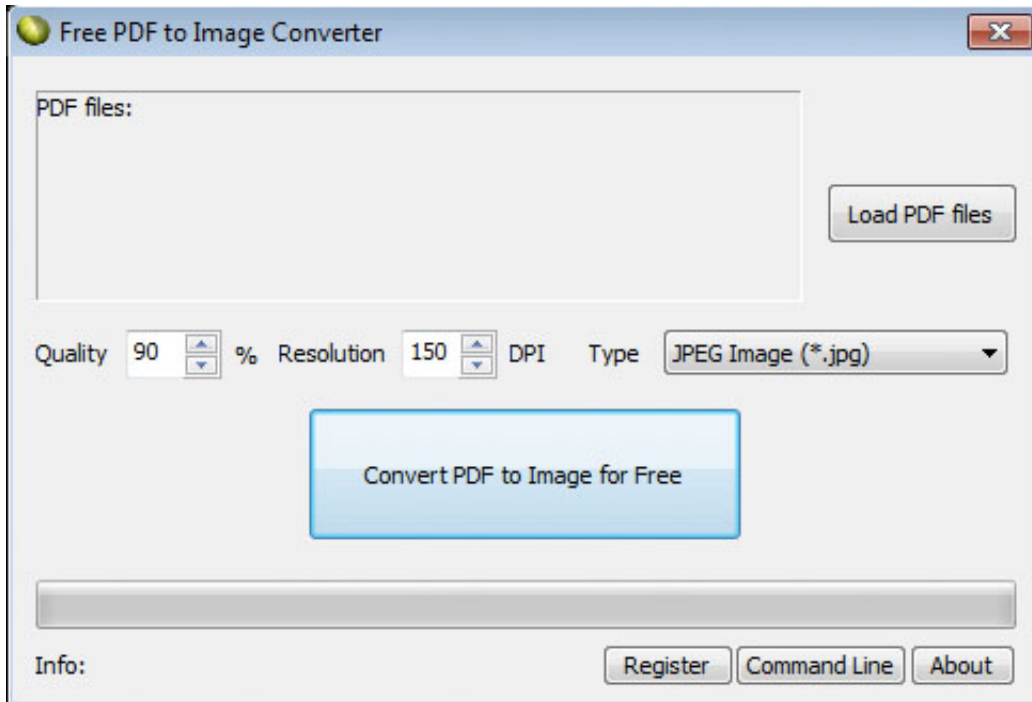 Free PDF to Image Converter
PDF files:
Load PDF files
Quality 90 % Resolution 150 DPI Type JPEG Image (*.jpg)
Convert PDF to Image for Free
Info: Register Command Line About